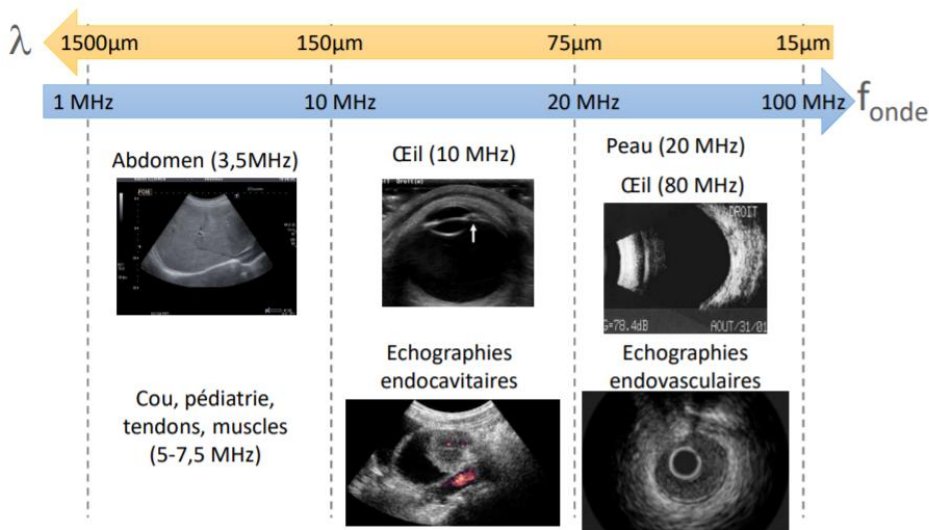 λ
1500μm 150μm 75μm 15μm
1 MHz 10 MHz 20 MHz 100 MHz
f_onde
Abdomen (3,5MHz)
Œil (10 MHz)
Peau (20 MHz)
Œil (80 MHz)
DROIT
G=78.4dB AOUT/31/01
Cou, pédiatrie,
tendons, muscles
(5-7,5 MHz)
Echographies
endocavitaires
Echographies
endovasculaires